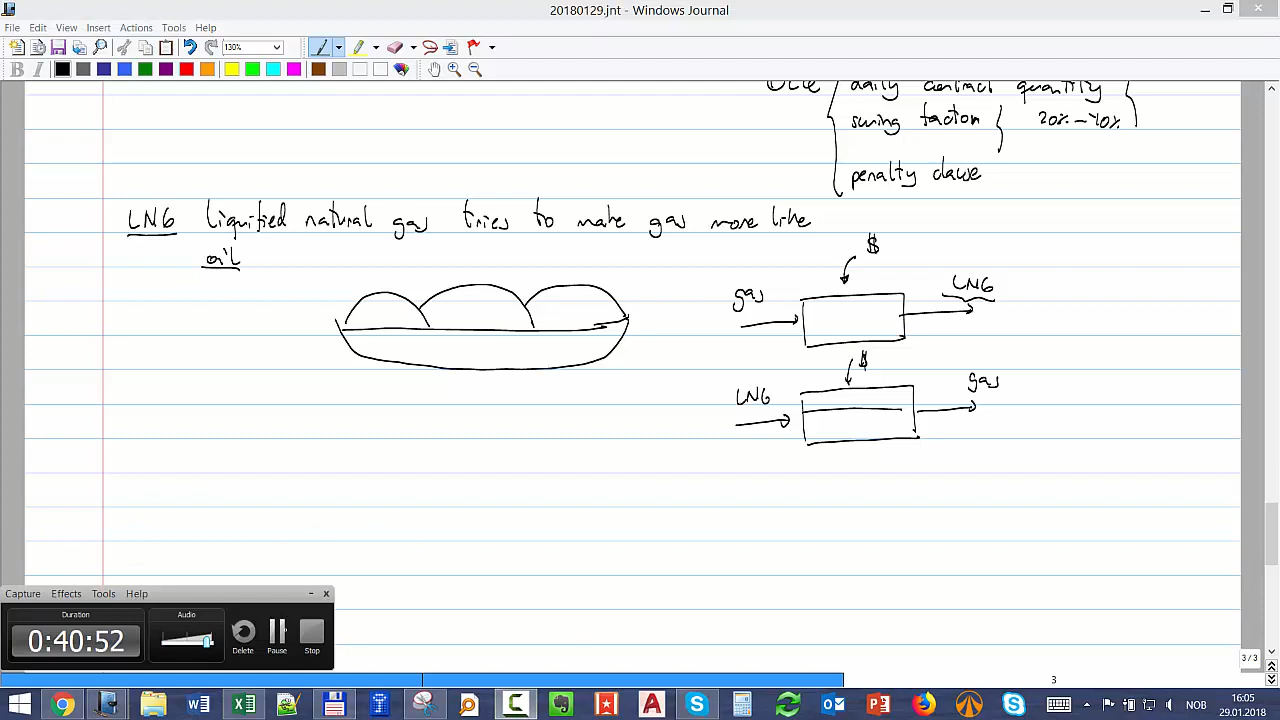 20180129.jnt - Windows Journal
File Edit View Insert Actions Tools Help
130%
B I
daily contract quantity
swing factor 20% - 40%
penalty clause
LNG liquified natural gas tries to make gas more like
oil
$
gas LNG
$
LNG gas
Capture Effects Tools Help
Duration Audio
0:40:52 Delete Pause Stop
3/3
3
NOB 16:05
29.01.2018